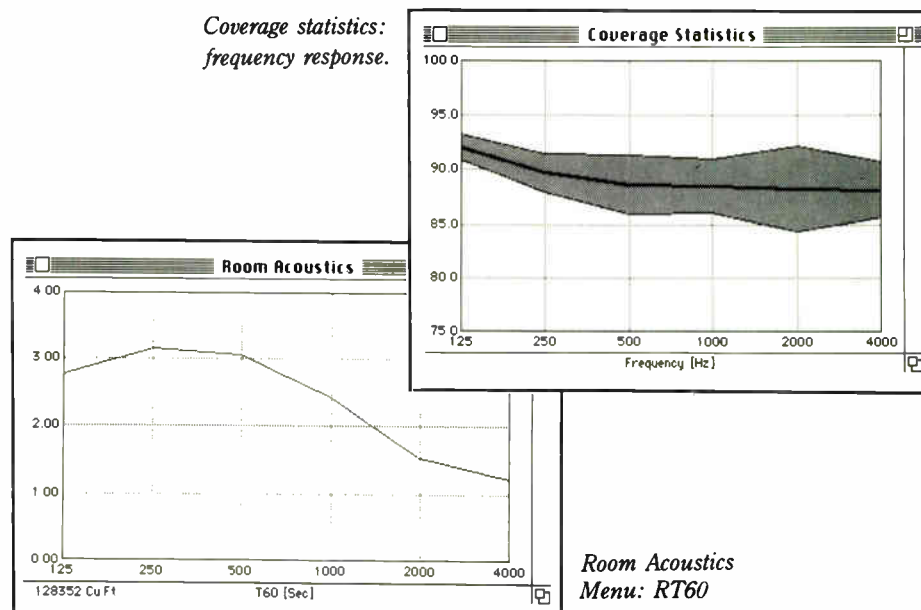 Coverage statistics:
frequency response.
Coverage Statistics
100 0
95.0
90.0
85.0
80.0
75 0
125 250 500 1000 2000 4000
Frequency [Hz]
Room Acoustics
4 00
3 00
2 00
1 00
0 00
125 250 500 1000 2000 4000
128352 Cu Ft T60 [Sec]
Room Acoustics
Menu: RT60